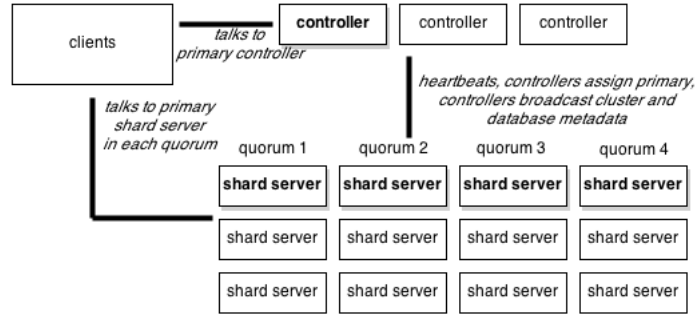 clients
talks to
primary controller
controller
controller
controller
heartbeats, controllers assign primary,
controllers broadcast cluster and
database metadata
talks to primary
shard server
in each quorum
quorum 1
quorum 2
quorum 3
quorum 4
shard server
shard server
shard server
shard server
shard server
shard server
shard server
shard server
shard server
shard server
shard server
shard server